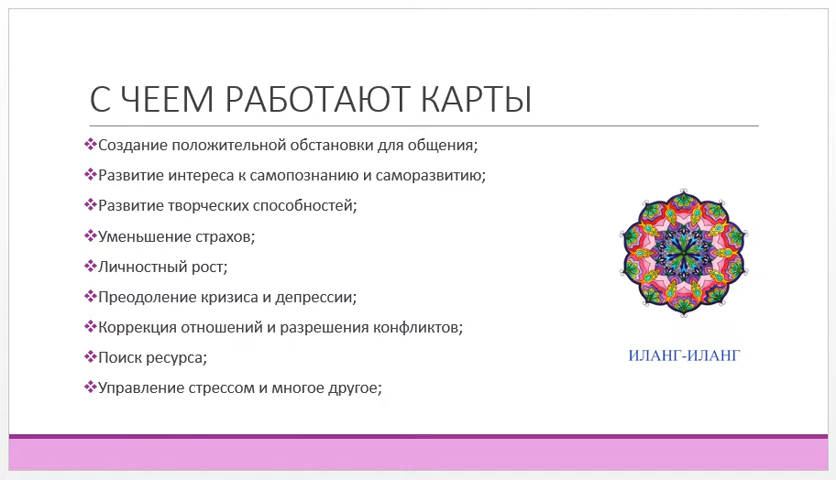 С ЧЕЕМ РАБОТАЮТ КАРТЫ
❖Создание положительной обстановки для общения;
❖Развитие интереса к самопознанию и саморазвитию;
❖Развитие творческих способностей;
❖Уменьшение страхов;
❖Личностный рост;
❖Преодоление кризиса и депрессии;
❖Коррекция отношений и разрешения конфликтов;
❖Поиск ресурса;
❖Управление стрессом и многое другое;
ИЛАНГ-ИЛАНГ